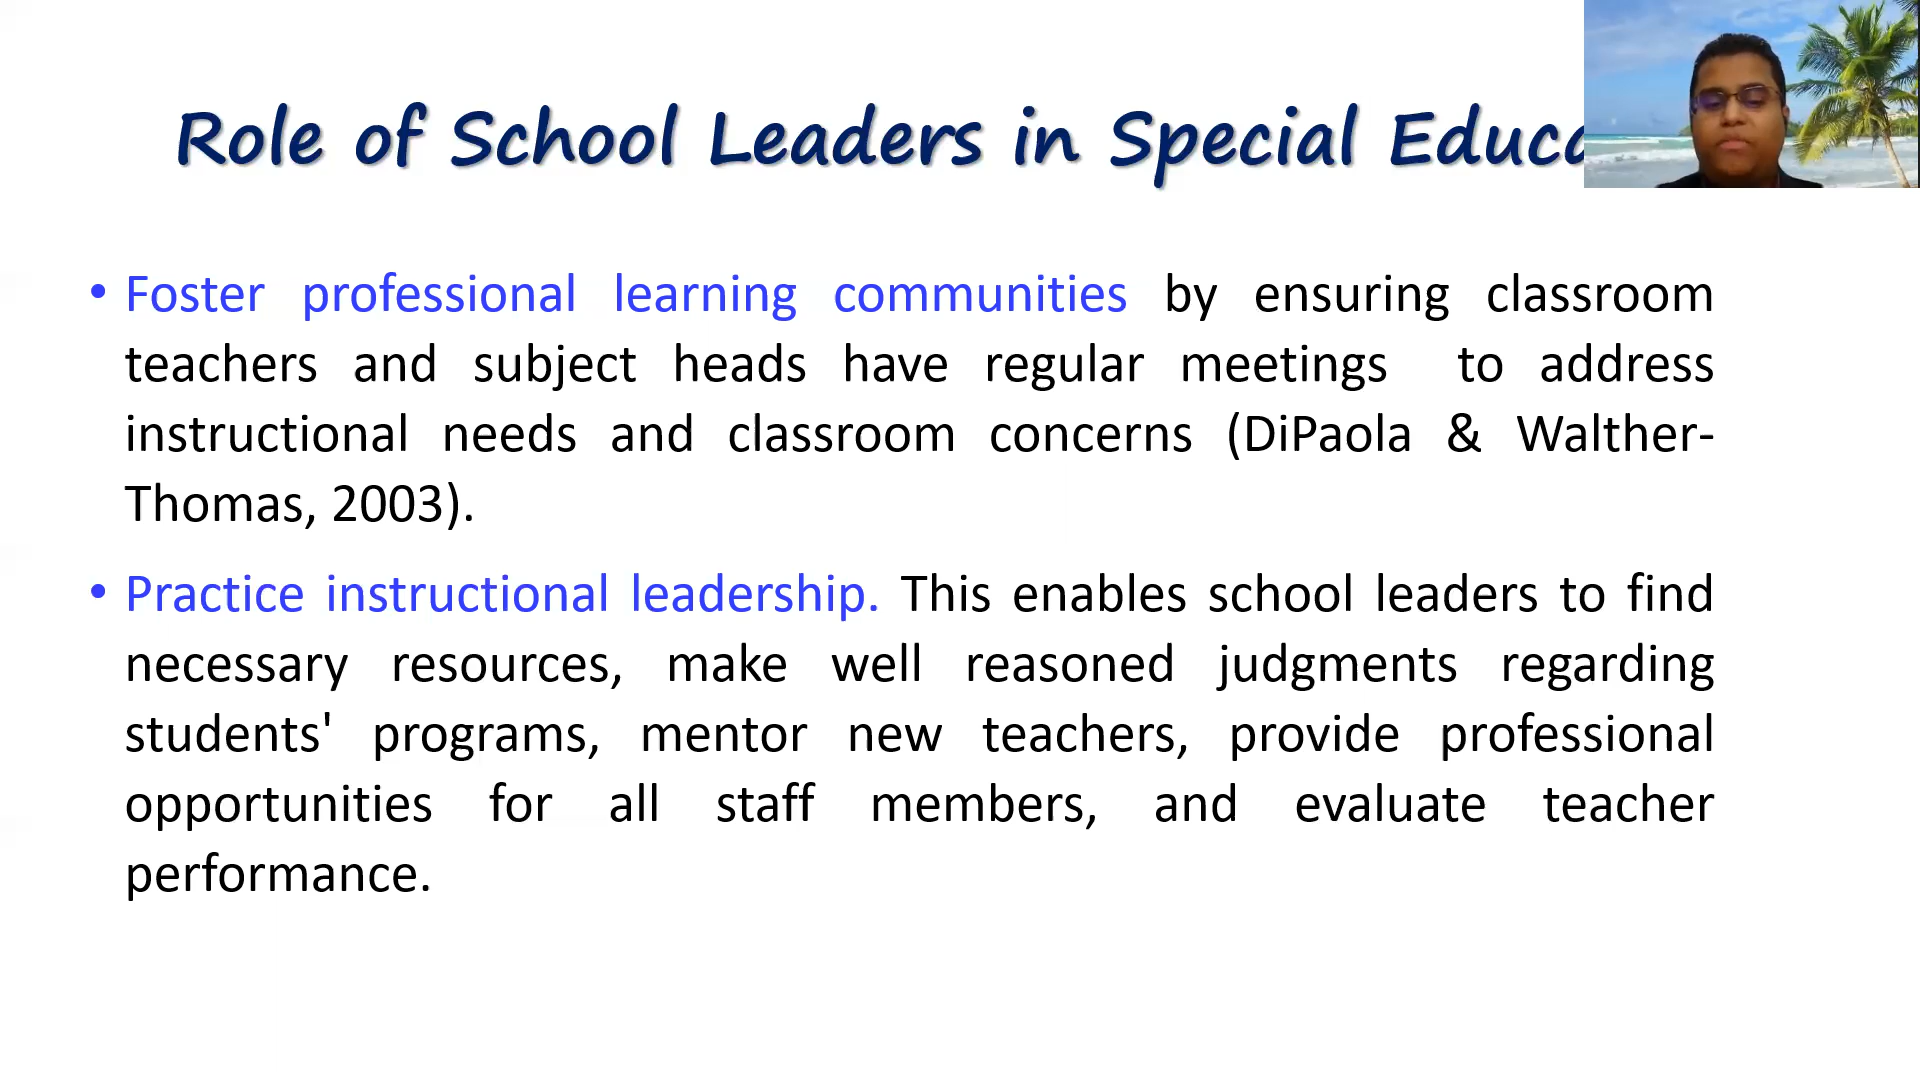 Role of School Leaders in Special Educa
• Foster professional learning communities by ensuring classroom
teachers and subject heads have regular meetings to address
instructional needs and classroom concerns (DiPaola & Walther-
Thomas, 2003).
• Practice instructional leadership. This enables school leaders to find
necessary resources, make well reasoned judgments regarding
students' programs, mentor new teachers, provide professional
opportunities for all staff members, and evaluate teacher
performance.